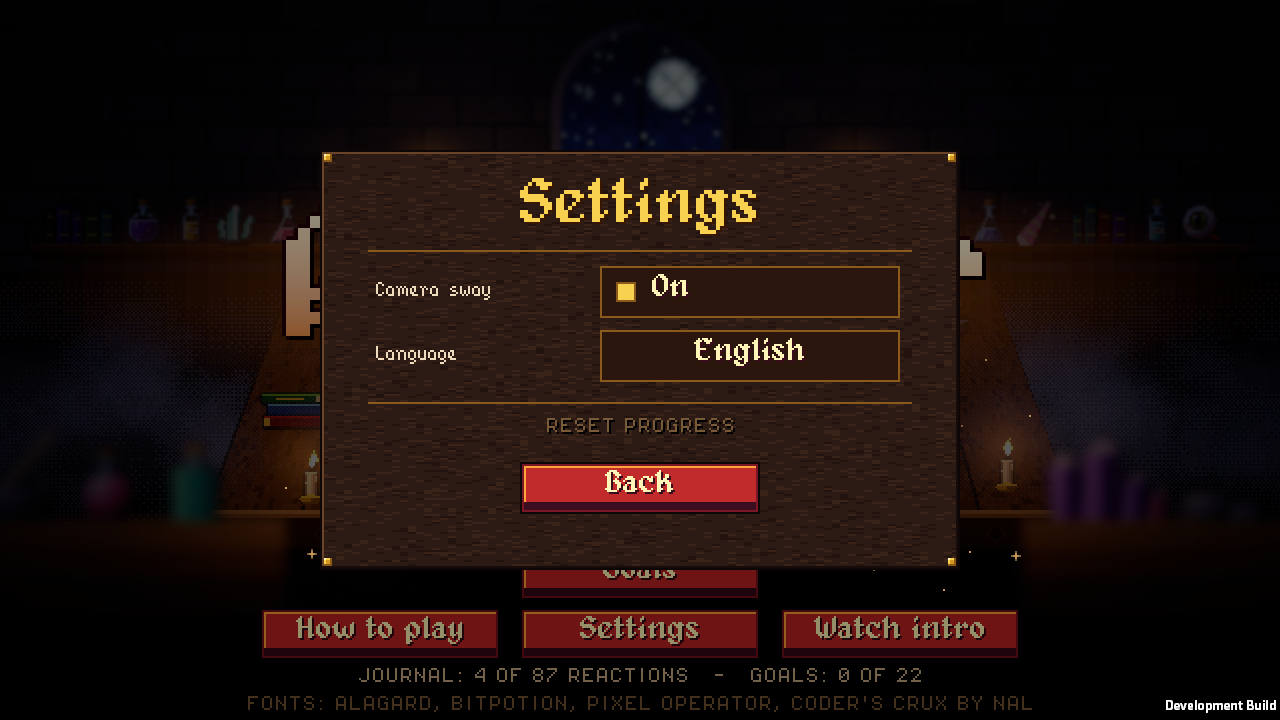 Settings
Camera sway
On
Language
English
RESET PROGRESS
Back
Goals
How to play
Settings
Watch intro
JOURNAL: 4 OF 87 REACTIONS - GOALS: 0 OF 22
FONTS: ALAGARD, BITPOTION, PIXEL OPERATOR, CODER'S CRUX BY NAL
Development Build